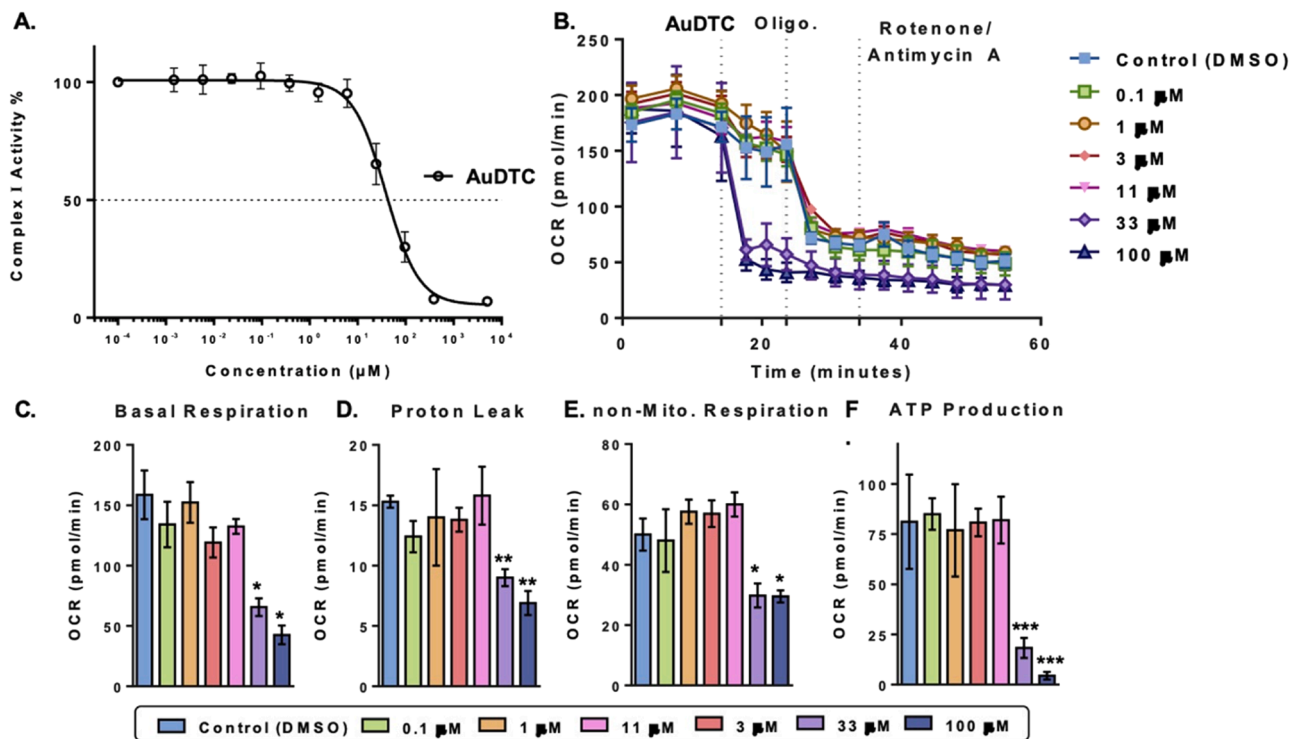 A.
Complex I Activity %
100
50
0
AuDTC
10-4
10-3
10-2
10-1
100
101
102
103
104
Concentration (µM)
B.
AuDTC Oligo. Rotenone/
Antimycin A
OCR (pmol/min)
250
200
150
100
50
0
0 20 40 60
Time (minutes)
Control (DMSO)
0.1 µM
1 µM
3 µM
11 µM
33 µM
100 µM
C. Basal Respiration
OCR (pmol/min)
200
150
100
50
0
* *
D. Proton Leak
OCR (pmol/min)
20
15
10
5
0
** **
E. non-Mito. Respiration
OCR (pmol/min)
80
60
40
20
0
* *
F. ATP Production
OCR (pmol/min)
100
75
50
25
0
*** ***
Control (DMSO) 0.1 µM 1 µM 11 µM 3 µM 33 µM 100 µM